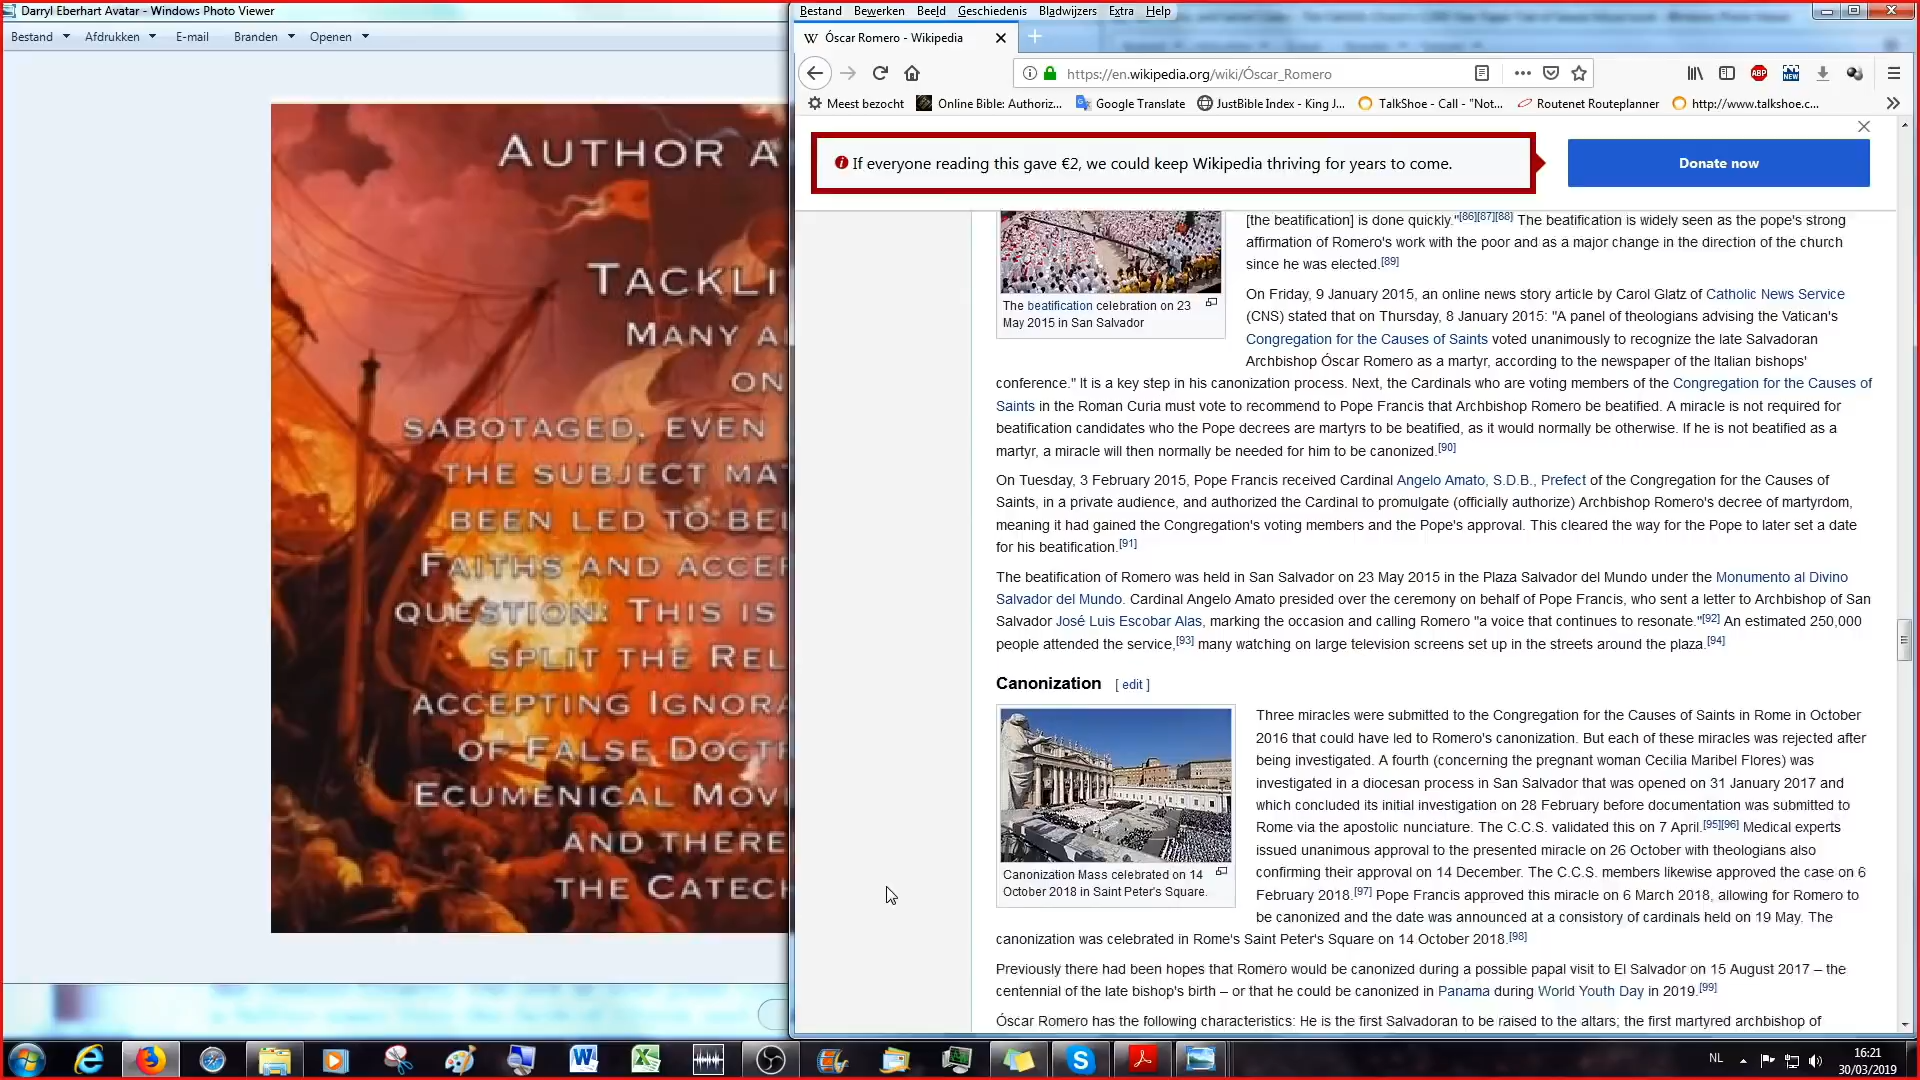 Darryl Eberhart Avatar - Windows Photo Viewer
Bestand Afdrukken E-mail Branden Openen
AUTHOR A
TACKLI
MANY A
ON
SABOTAGED, EVEN
THE SUBJECT MAT
BEEN LED TO BEI
FAITHS AND ACCEP
QUESTION: THIS IS
SPLIT THE REL
ACCEPTING IGNORA
OF FALSE DOCTR
ECUMENICAL MOV
AND THERE
THE CATECH
Bestand Bewerken Beeld Geschiedenis Bladwijzers Extra Help
Óscar Romero - Wikipedia
https://en.wikipedia.org/wiki/Óscar_Romero
Meest bezocht Online Bible: Authoriz... Google Translate JustBible Index - King J... TalkShoe - Call - "Not... Routenet Routeplanner http://www.talkshoe.c...
If everyone reading this gave €2, we could keep Wikipedia thriving for years to come.
Donate now
[the beatification] is done quickly."[86][87][88] The beatification is widely seen as the pope's strong
affirmation of Romero's work with the poor and as a major change in the direction of the church
since he was elected.[89]
The beatification celebration on 23
May 2015 in San Salvador
On Friday, 9 January 2015, an online news story article by Carol Glatz of Catholic News Service
(CNS) stated that on Thursday, 8 January 2015: "A panel of theologians advising the Vatican's
Congregation for the Causes of Saints voted unanimously to recognize the late Salvadoran
Archbishop Óscar Romero as a martyr, according to the newspaper of the Italian bishops'
conference." It is a key step in his canonization process. Next, the Cardinals who are voting members of the Congregation for the Causes of
Saints in the Roman Curia must vote to recommend to Pope Francis that Archbishop Romero be beatified. A miracle is not required for
beatification candidates who the Pope decrees are martyrs to be beatified, as it would normally be otherwise. If he is not beatified as a
martyr, a miracle will then normally be needed for him to be canonized.[90]
On Tuesday, 3 February 2015, Pope Francis received Cardinal Angelo Amato, S.D.B., Prefect of the Congregation for the Causes of
Saints, in a private audience, and authorized the Cardinal to promulgate (officially authorize) Archbishop Romero's decree of martyrdom,
meaning it had gained the Congregation's voting members and the Pope's approval. This cleared the way for the Pope to later set a date
for his beatification.[91]
The beatification of Romero was held in San Salvador on 23 May 2015 in the Plaza Salvador del Mundo under the Monumento al Divino
Salvador del Mundo. Cardinal Angelo Amato presided over the ceremony on behalf of Pope Francis, who sent a letter to Archbishop of San
Salvador José Luis Escobar Alas, marking the occasion and calling Romero "a voice that continues to resonate."[92] An estimated 250,000
people attended the service,[93] many watching on large television screens set up in the streets around the plaza.[94]
Canonization [ edit ]
Canonization Mass celebrated on 14
October 2018 in Saint Peter's Square.
Three miracles were submitted to the Congregation for the Causes of Saints in Rome in October
2016 that could have led to Romero's canonization. But each of these miracles was rejected after
being investigated. A fourth (concerning the pregnant woman Cecilia Maribel Flores) was
investigated in a diocesan process in San Salvador that was opened on 31 January 2017 and
which concluded its initial investigation on 28 February before documentation was submitted to
Rome via the apostolic nunciature. The C.C.S. validated this on 7 April.[95][96] Medical experts
issued unanimous approval to the presented miracle on 26 October with theologians also
confirming their approval on 14 December. The C.C.S. members likewise approved the case on 6
February 2018.[97] Pope Francis approved this miracle on 6 March 2018, allowing for Romero to
be canonized and the date was announced at a consistory of cardinals held on 19 May. The
canonization was celebrated in Rome's Saint Peter's Square on 14 October 2018.[98]
Previously there had been hopes that Romero would be canonized during a possible papal visit to El Salvador on 15 August 2017 – the
centennial of the late bishop's birth – or that he could be canonized in Panama during World Youth Day in 2019.[99]
Óscar Romero has the following characteristics: He is the first Salvadoran to be raised to the altars; the first martyred archbishop of
NL
16:21
30/03/2019